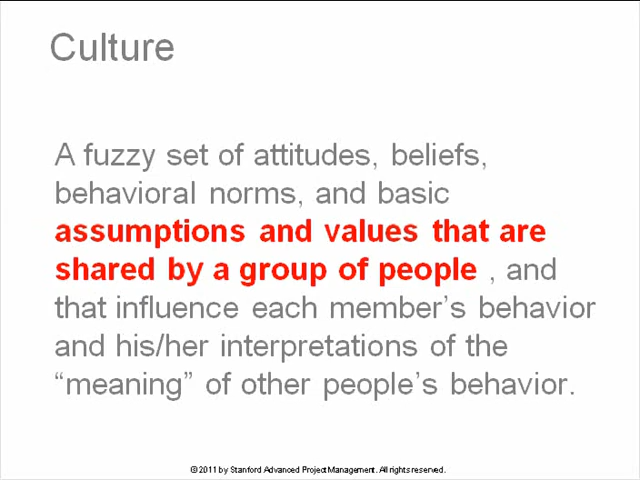 Culture
A fuzzy set of attitudes, beliefs,
behavioral norms, and basic
assumptions and values that are
shared by a group of people , and
that influence each member’s behavior
and his/her interpretations of the
“meaning” of other people’s behavior.
© 2011 by Stanford Advanced Project Management. All rights reserved.